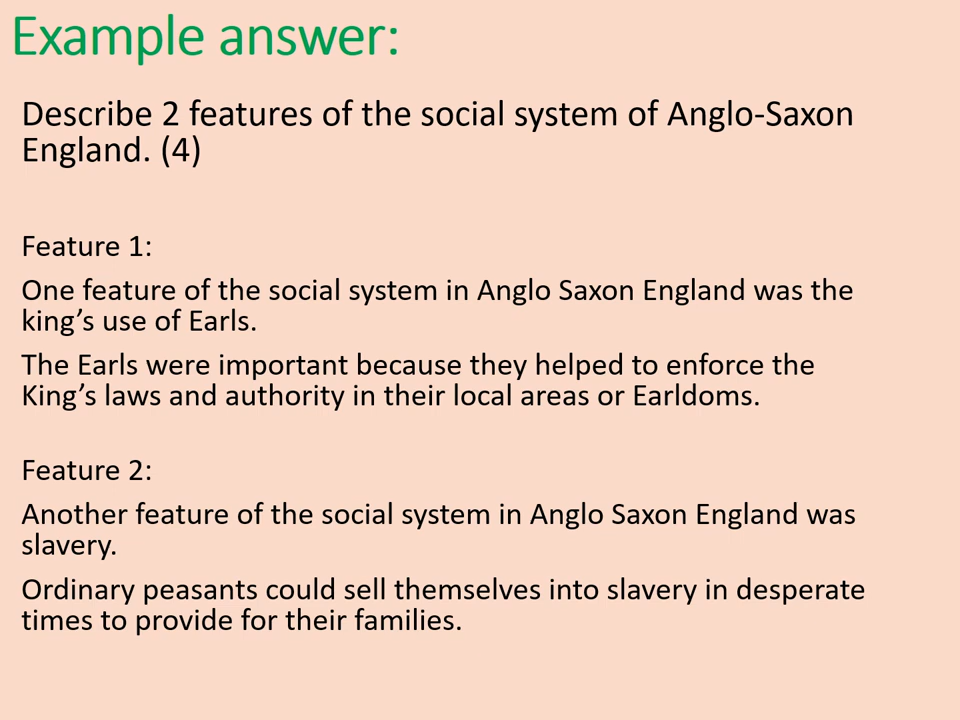 Example answer:
Describe 2 features of the social system of Anglo-Saxon
England. (4)
Feature 1:
One feature of the social system in Anglo Saxon England was the
king’s use of Earls.
The Earls were important because they helped to enforce the
King’s laws and authority in their local areas or Earldoms.
Feature 2:
Another feature of the social system in Anglo Saxon England was
slavery.
Ordinary peasants could sell themselves into slavery in desperate
times to provide for their families.